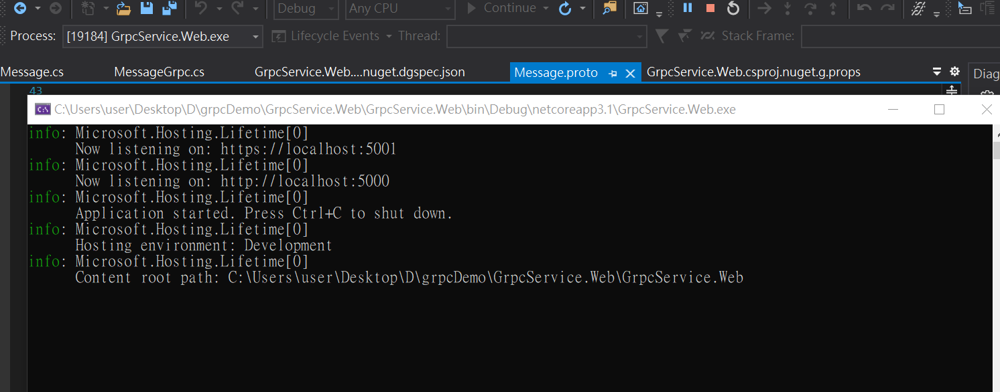 Debug Any CPU Continue
Process: [19184] GrpcService.Web.exe Lifecycle Events Thread: Stack Frame:
Message.cs MessageGrpc.cs GrpcService.Web....nuget.dgspec.json Message.proto GrpcService.Web.csproj.nuget.g.props Diag
43
C:\Users\user\Desktop\D\grpcDemo\GrpcService.Web\GrpcService.Web\bin\Debug\netcoreapp3.1\GrpcService.Web.exe
info: Microsoft.Hosting.Lifetime[0]
Now listening on: https://localhost:5001
info: Microsoft.Hosting.Lifetime[0]
Now listening on: http://localhost:5000
info: Microsoft.Hosting.Lifetime[0]
Application started. Press Ctrl+C to shut down.
info: Microsoft.Hosting.Lifetime[0]
Hosting environment: Development
info: Microsoft.Hosting.Lifetime[0]
Content root path: C:\Users\user\Desktop\D\grpcDemo\GrpcService.Web\GrpcService.Web